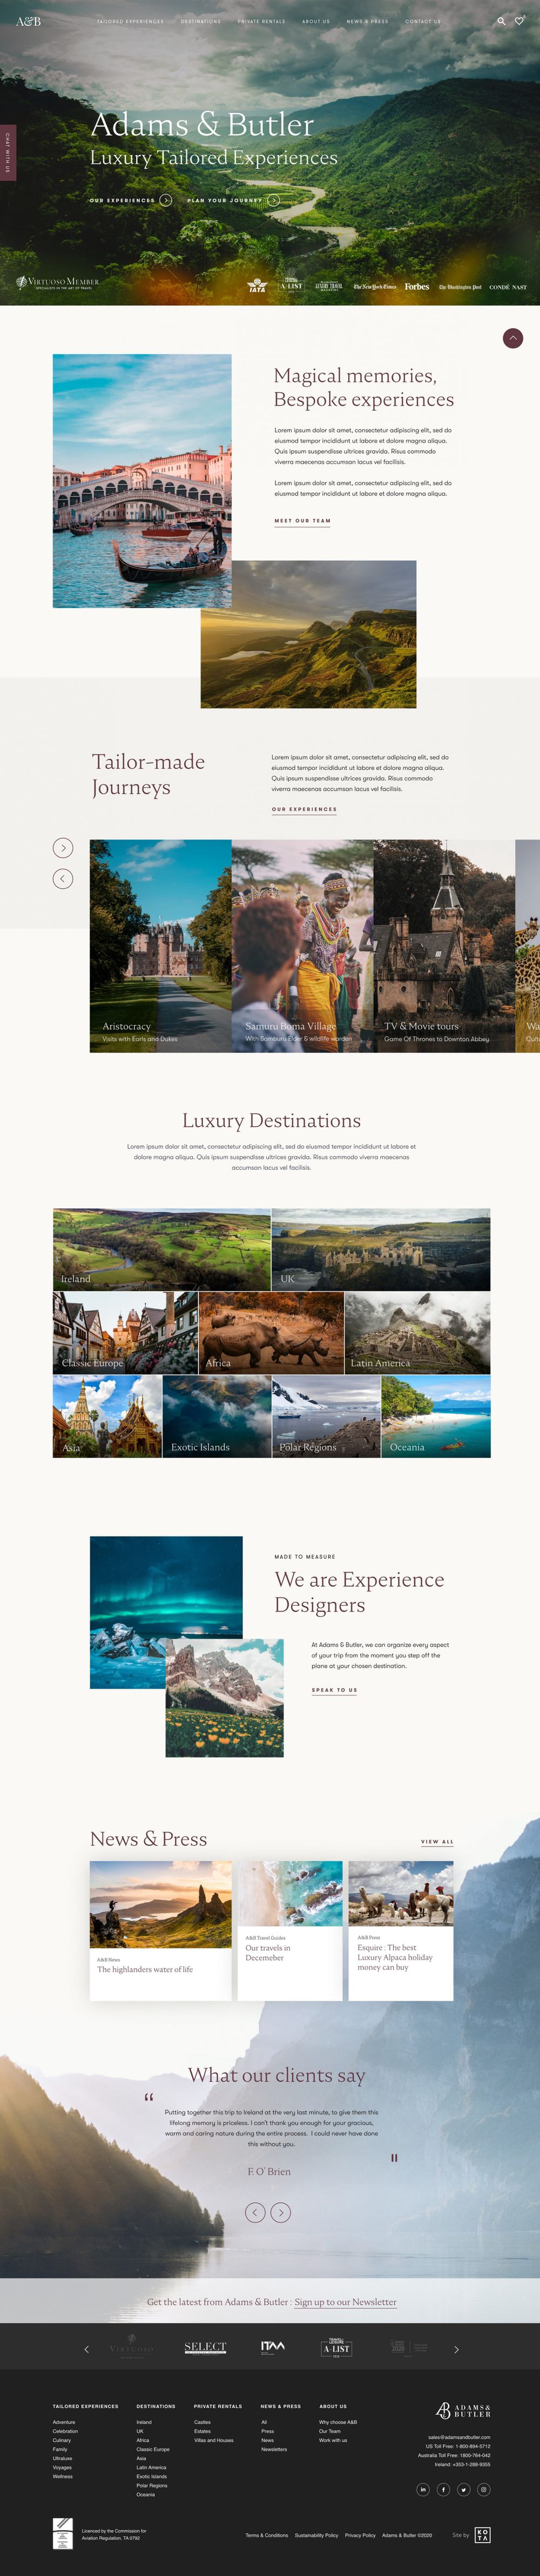 A&B
TAILORED EXPERIENCES
DESTINATIONS
PRIVATE RENTALS
ABOUT US
NEWS & PRESS
CONTACT US
CHAT WITH US
Adams & Butler
Luxury Tailored Experiences
OUR EXPERIENCES
PLAN YOUR JOURNEY
VIRTUOSO MEMBER
SPECIALISTS IN THE ART OF TRAVEL
IATA
A-LIST
LUXURY TRAVEL
The New York Times
Forbes
The Washington Post
CONDÉ NAST
Magical memories,
Bespoke experiences
Lorem ipsum dolor sit amet, consectetur adipiscing elit, sed do
eiusmod tempor incididunt ut labore et dolore magna aliqua.
Quis ipsum suspendisse ultrices gravida. Risus commodo
viverra maecenas accumsan lacus vel facilisis.
Lorem ipsum dolor sit amet, consectetur adipiscing elit, sed do
eiusmod tempor incididunt ut labore et dolore magna aliqua.
MEET OUR TEAM
Tailor-made
Journeys
Lorem ipsum dolor sit amet, consectetur adipiscing elit, sed do
eiusmod tempor incididunt ut labore et dolore magna aliqua.
Quis ipsum suspendisse ultrices gravida. Risus commodo
viverra maecenas accumsan lacus vel facilisis.
OUR EXPERIENCES
Aristocracy
Visits with Earls and Dukes
Samuru Boma Village
With Samburu Elder & wildlife warden
TV & Movie tours
Game Of Thrones to Downton Abbey
Wa
Cult
Luxury Destinations
Lorem ipsum dolor sit amet, consectetur adipiscing elit, sed do eiusmod tempor incididunt ut labore et
dolore magna aliqua. Quis ipsum suspendisse ultrices gravida. Risus commodo viverra maecenas
accumsan lacus vel facilisis.
Ireland
UK
Classic Europe
Africa
Latin America
Asia
Exotic Islands
Polar Regions
Oceania
MADE TO MEASURE
We are Experience
Designers
At Adams & Butler, we can organize every aspect
of your trip from the moment you step off the
plane at your chosen destination.
SPEAK TO US
News & Press
VIEW ALL
A&B News
The highlanders water of life
A&B Travel Guides
Our travels in
Decemeber
A&B Press
Esquire : The best
Luxury Alpaca holiday
money can buy
What our clients say
“
Putting together this trip to Ireland at the very last minute, to give them this
lifelong memory is priceless. I can't thank you enough for your gracious,
warm and caring nature during the entire process. I could never have done
this without you.
F. O' Brien
Get the latest from Adams & Butler : Sign up to our Newsletter
VIRTUOSO
SELECT
ITM
A-LIST
2020
TAILORED EXPERIENCES
Adventure
Celebration
Culinary
Family
Ultraluxe
Voyages
Wellness
DESTINATIONS
Ireland
UK
Africa
Classic Europe
Asia
Latin America
Exotic Islands
Polar Regions
Oceania
PRIVATE RENTALS
Castles
Estates
Villas and Houses
NEWS & PRESS
All
Press
News
Newsletters
ABOUT US
Why choose A&B
Our Team
Work with us
ADAMS &
BUTLER
sales@adamsandbutler.com
US Toll Free: 1-800-894-5712
Australia Toll Free: 1800-764-042
Ireland: +353-1-288-9355
Licenced by the Commission for
Aviation Regulation, TA 0792
Terms & Conditions
Sustainability Policy
Privacy Policy
Adams & Butler ©2020
Site by
KO
TA